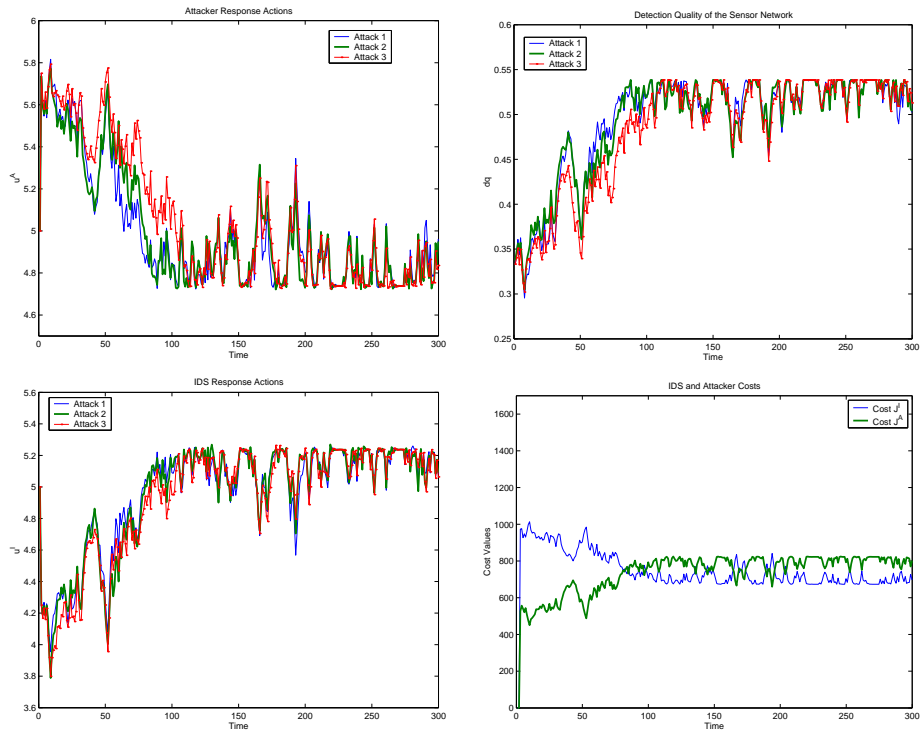 Attacker Response Actions
6
5.8
5.6
5.4
5.2
5
4.8
4.6
u^A
0
50
100
150
200
250
300
Time
Attack 1
Attack 2
Attack 3
Detection Quality of the Sensor Network
0.6
0.55
0.5
0.45
0.4
0.35
0.3
0.25
dq
0
50
100
150
200
250
300
Time
Attack 1
Attack 2
Attack 3
IDS Response Actions
5.6
5.4
5.2
5
4.8
4.6
4.4
4.2
4
3.8
3.6
u^I
0
50
100
150
200
250
300
Time
Attack 1
Attack 2
Attack 3
IDS and Attacker Costs
1600
1400
1200
1000
800
600
400
200
0
Cost Values
0
50
100
150
200
250
300
Time
Cost J^I
Cost J^A